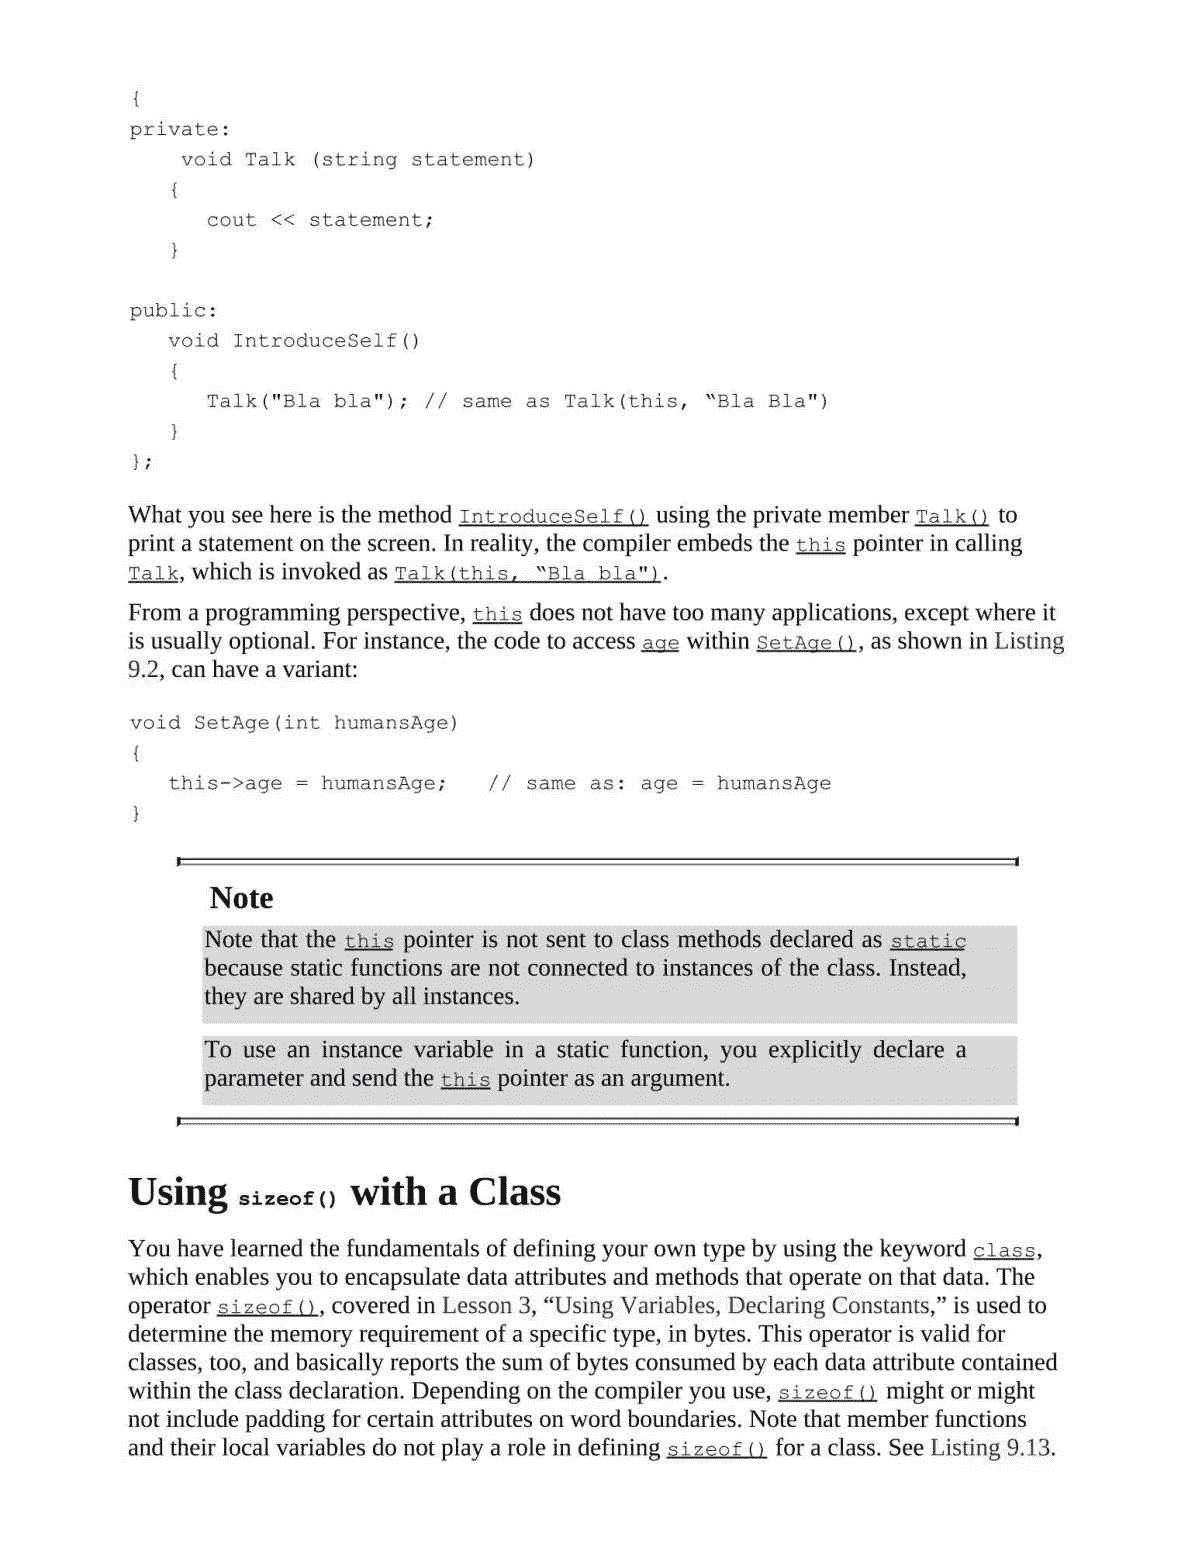 {
private:
    void Talk (string statement)
   {
      cout << statement;
   }
public:
   void IntroduceSelf()
   {
      Talk("Bla bla"); // same as Talk(this, “Bla Bla")
   }
};
What you see here is the method IntroduceSelf() using the private member Talk() to
print a statement on the screen. In reality, the compiler embeds the this pointer in calling
Talk, which is invoked as Talk(this, “Bla bla").
From a programming perspective, this does not have too many applications, except where it
is usually optional. For instance, the code to access age within SetAge(), as shown in Listing
9.2, can have a variant:
void SetAge(int humansAge)
{
   this->age = humansAge;   // same as: age = humansAge
}
Note
Note that the this pointer is not sent to class methods declared as static
because static functions are not connected to instances of the class. Instead,
they are shared by all instances.
To use an instance variable in a static function, you explicitly declare a
parameter and send the this pointer as an argument.
Using sizeof() with a Class
You have learned the fundamentals of defining your own type by using the keyword class,
which enables you to encapsulate data attributes and methods that operate on that data. The
operator sizeof(), covered in Lesson 3, “Using Variables, Declaring Constants,” is used to
determine the memory requirement of a specific type, in bytes. This operator is valid for
classes, too, and basically reports the sum of bytes consumed by each data attribute contained
within the class declaration. Depending on the compiler you use, sizeof() might or might
not include padding for certain attributes on word boundaries. Note that member functions
and their local variables do not play a role in defining sizeof() for a class. See Listing 9.13.